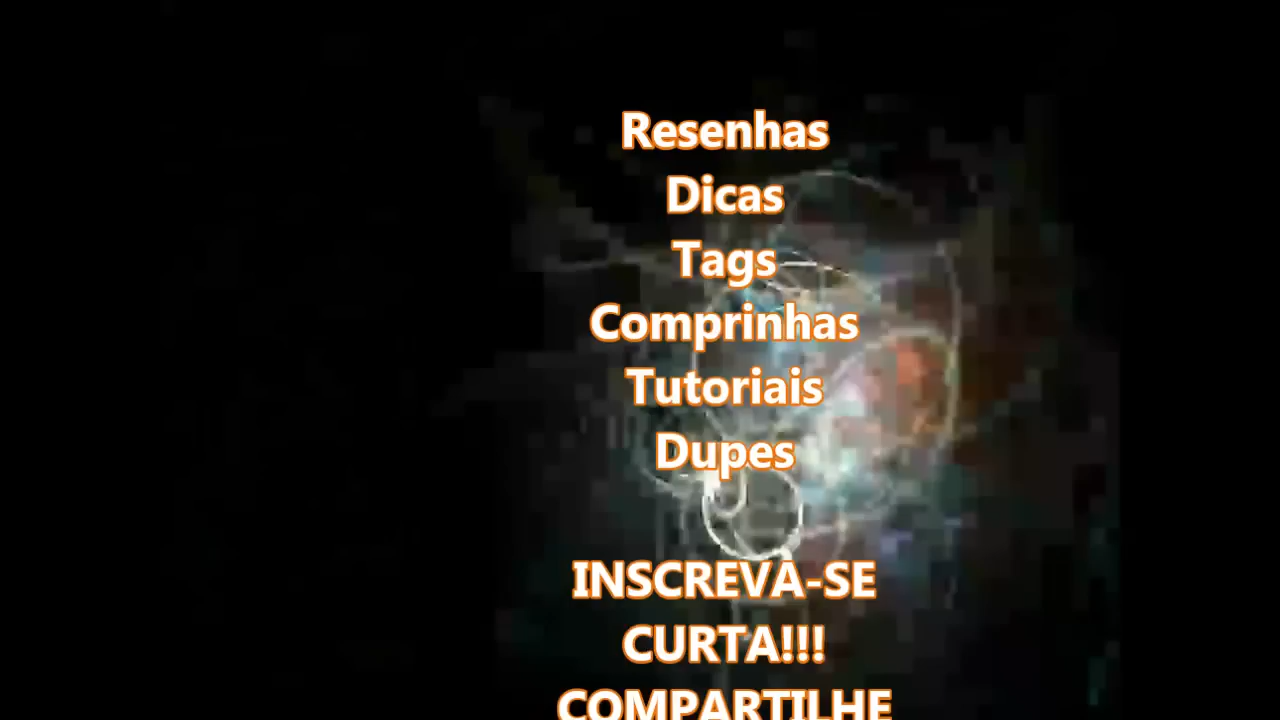 Resenhas
Dicas
Tags
Comprinhas
Tutoriais
Dupes
INSCREVA-SE
CURTA!!!
COMPARTILHE